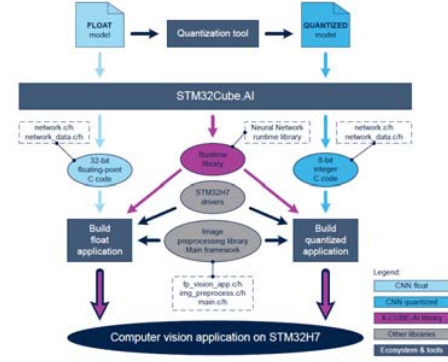 FLOAT
model
Quantization tool
QUANTIZED
model
STM32Cube.AI
network.c/h
network_data.c/h
Neural Network
runtime library
network.c/h
network_data.c/h
32-bit
floating-point
C code
Runtime
library
8-bit
integer
C code
STM32H7
drivers
Build
float
application
Image
preprocessing library
Main framework
Build
quantized
application
fp_vision_app.c/h
img_preprocess.c/h
main.c/h
Legend:
CNN float
CNN quantized
X-CUBE-AI library
Other libraries
Ecosystem & tools
Computer vision application on STM32H7